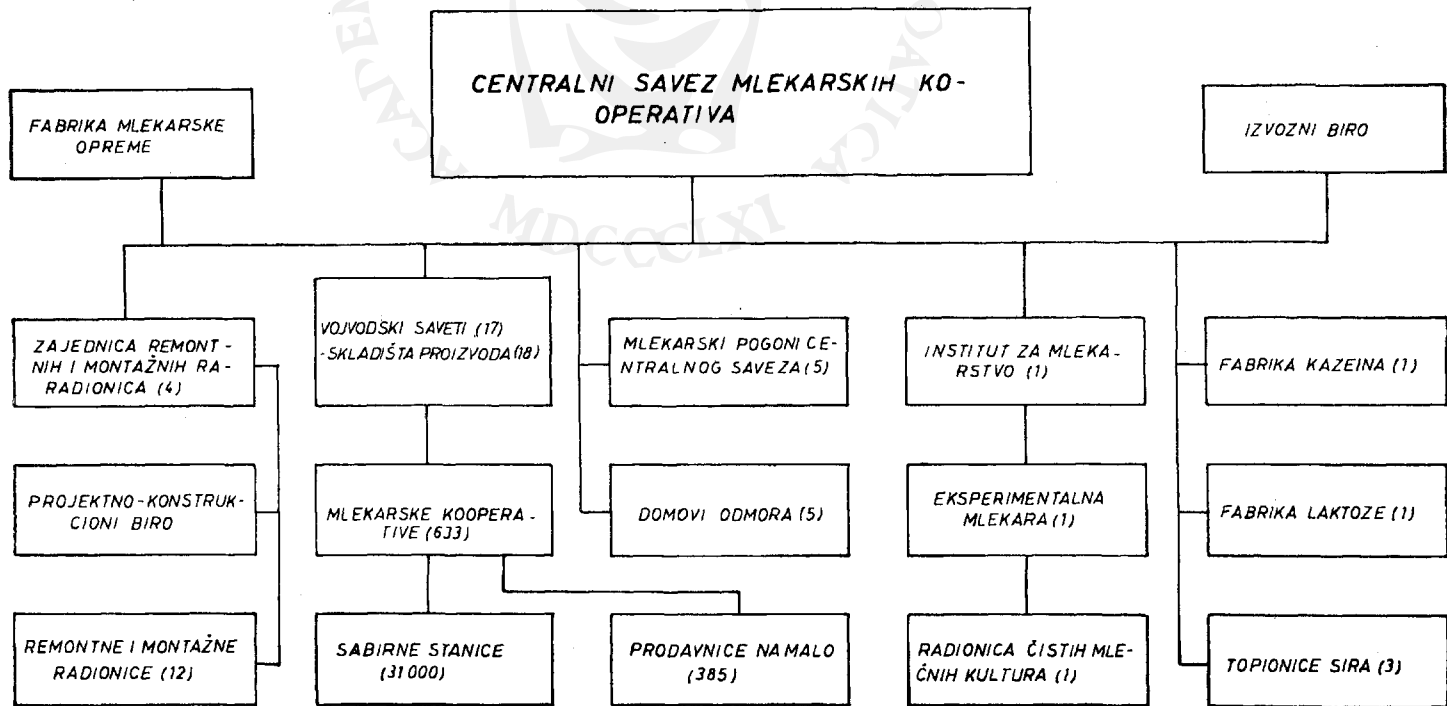 CENTRALNI SAVEZ MLEKARSKIH KO-
OPERATIVA
FABRIKA MLEKARSKE
OPREME
IZVOZNI BIRO
MDCCCLXI
ZAJEDNICA REMONT-
NIH I MONTAŽNIH RA-
RADIONICA (4)
VOJVODSKI SAVETI (17)
-SKLADIŠTA PROIZVODA (18)
MLEKARSKI POGONI CE-
NTRALNOG SAVEZA (5)
INSTITUT ZA MLEKA-
RSTVO (1)
FABRIKA KAZEINA (1)
PROJEKTNO-KONSTRUK-
CIONI BIRO
MLEKARSKE KOOPERA-
TIVE (633)
DOMOVI ODMORA (5)
EKSPERIMENTALNA
MLEKARA (1)
FABRIKA LAKTOZE (1)
REMONTNE I MONTAŽNE
RADIONICE (12)
SABIRNE STANICE
(31000)
PRODAVNICE NA MALO
(385)
RADIONICA ČISTIH MLE-
ČNIH KULTURA (1)
TOPIONICE SIRA (3)